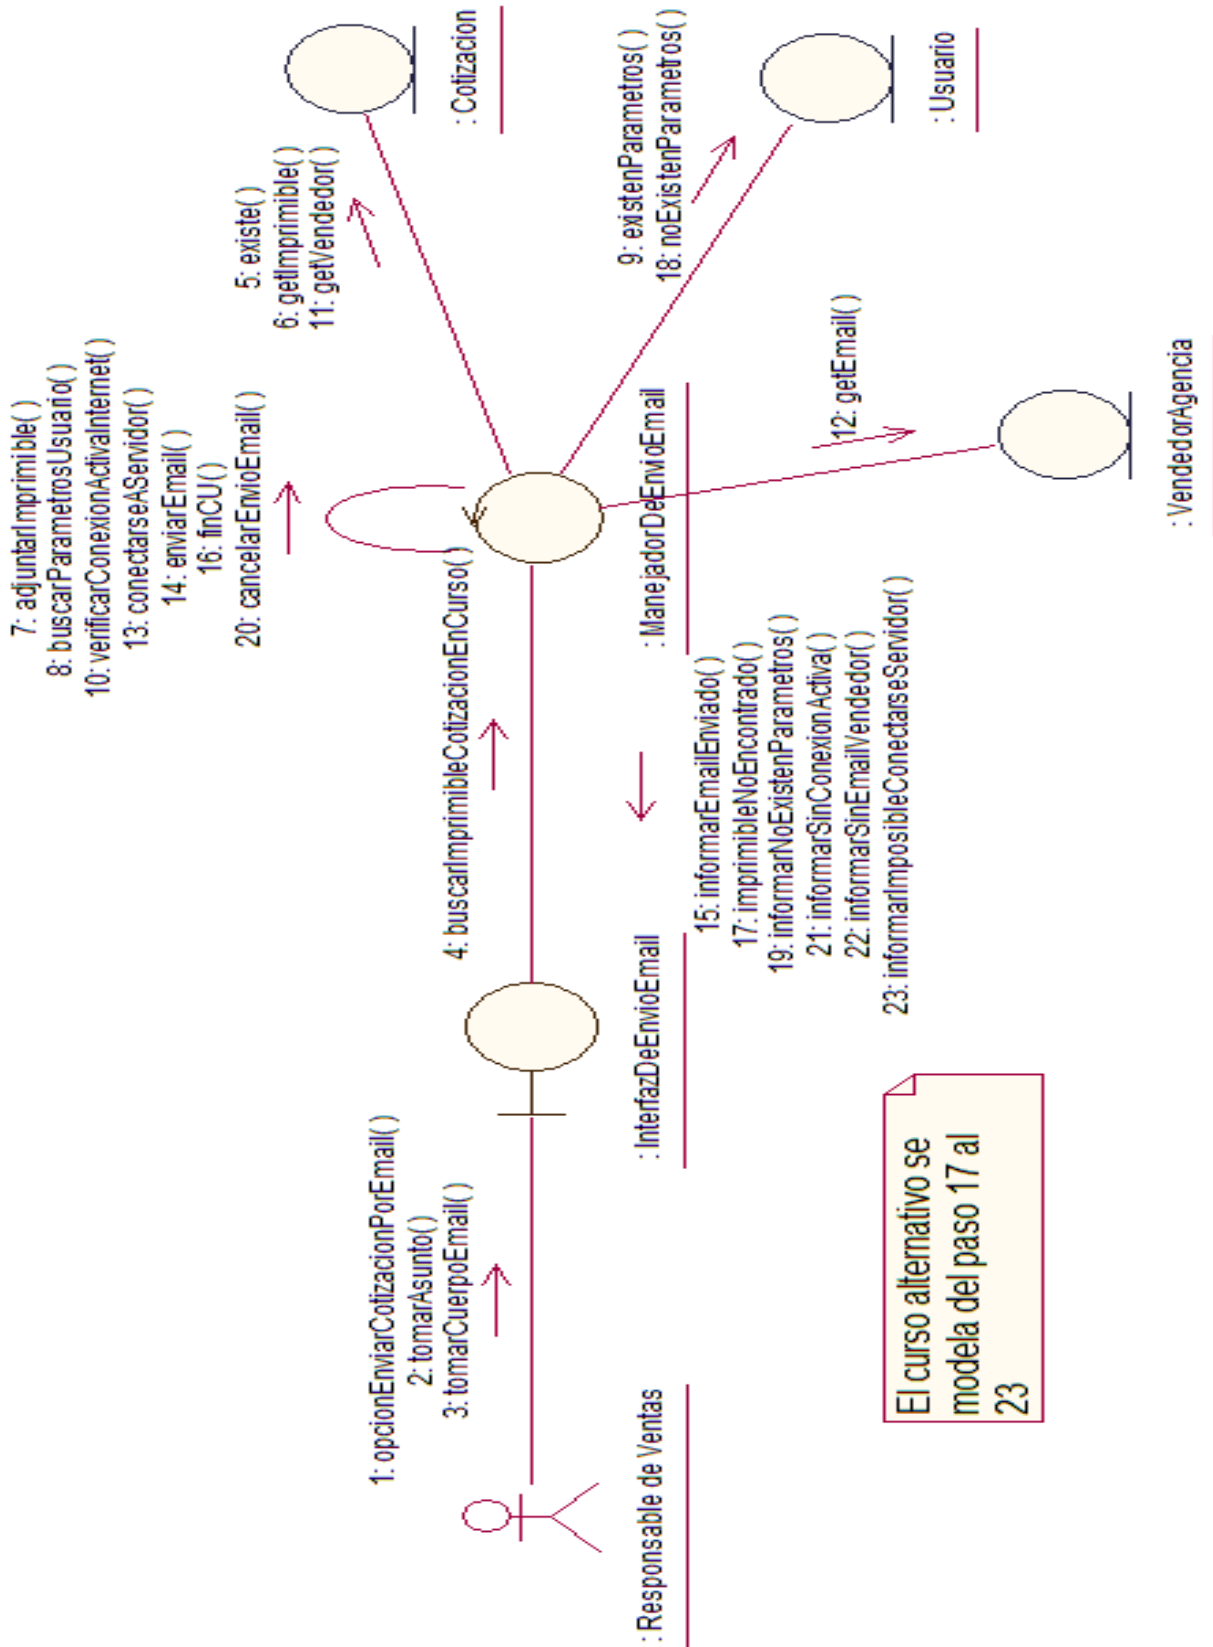 7: adjuntarImprimible( )
8: buscarParametrosUsuario( )
10: verificarConexionActivaInternet( )
13: conectarseAServidor( )
14: enviarEmail( )
16: finCU( )
20: cancelarEnvioEmail( )
5: existe( )
6: getImprimible( )
11: getVendedor( )
: Cotizacion
1: opcionEnviarCotizacionPorEmail( )
2: tomarAsunto( )
3: tomarCuerpoEmail( )
4: buscarImprimibleCotizacionEnCurso( )
9: existenParametros( )
18: noExistenParametros( )
: Responsable de Ventas
: InterfazDeEnvioEmail
: ManejadorDeEnvioEmail
: Usuario
15: informarEmailEnviado( )
17: imprimibleNoEncontrado( )
19: informarNoExistenParametros( )
21: informarSinConexionActiva( )
22: informarSinEmailVendedor( )
23: informarImposibleConectarseServidor( )
12: getEmail( )
El curso alternativo se
modela del paso 17 al
23
: VendedorAgencia